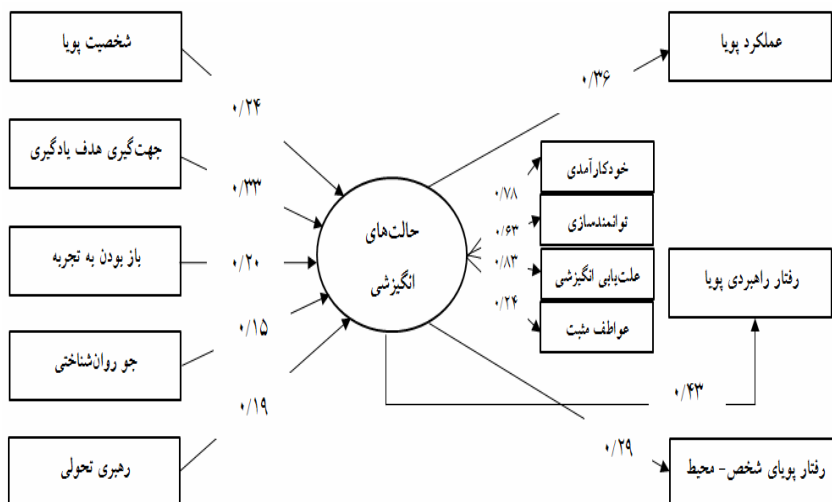 شخصیت پویا
عملکرد پویا
۰/۳۶
۰/۲۴
جهت‌گیری هدف یادگیری
۰/۳۳
خودکارآمدی
۰/۷۸
توانمندسازی
۰/۶۳
حالت‌های
انگیزشی
باز بودن به تجربه
۰/۲۰
علت‌یابی انگیزشی
۰/۸۳
رفتار راهبردی پویا
عواطف مثبت
۰/۲۴
۰/۱۵
جو روان‌شناختی
۰/۴۳
۰/۱۹
۰/۲۹
رهبری تحولی
رفتار پویای شخص- محیط